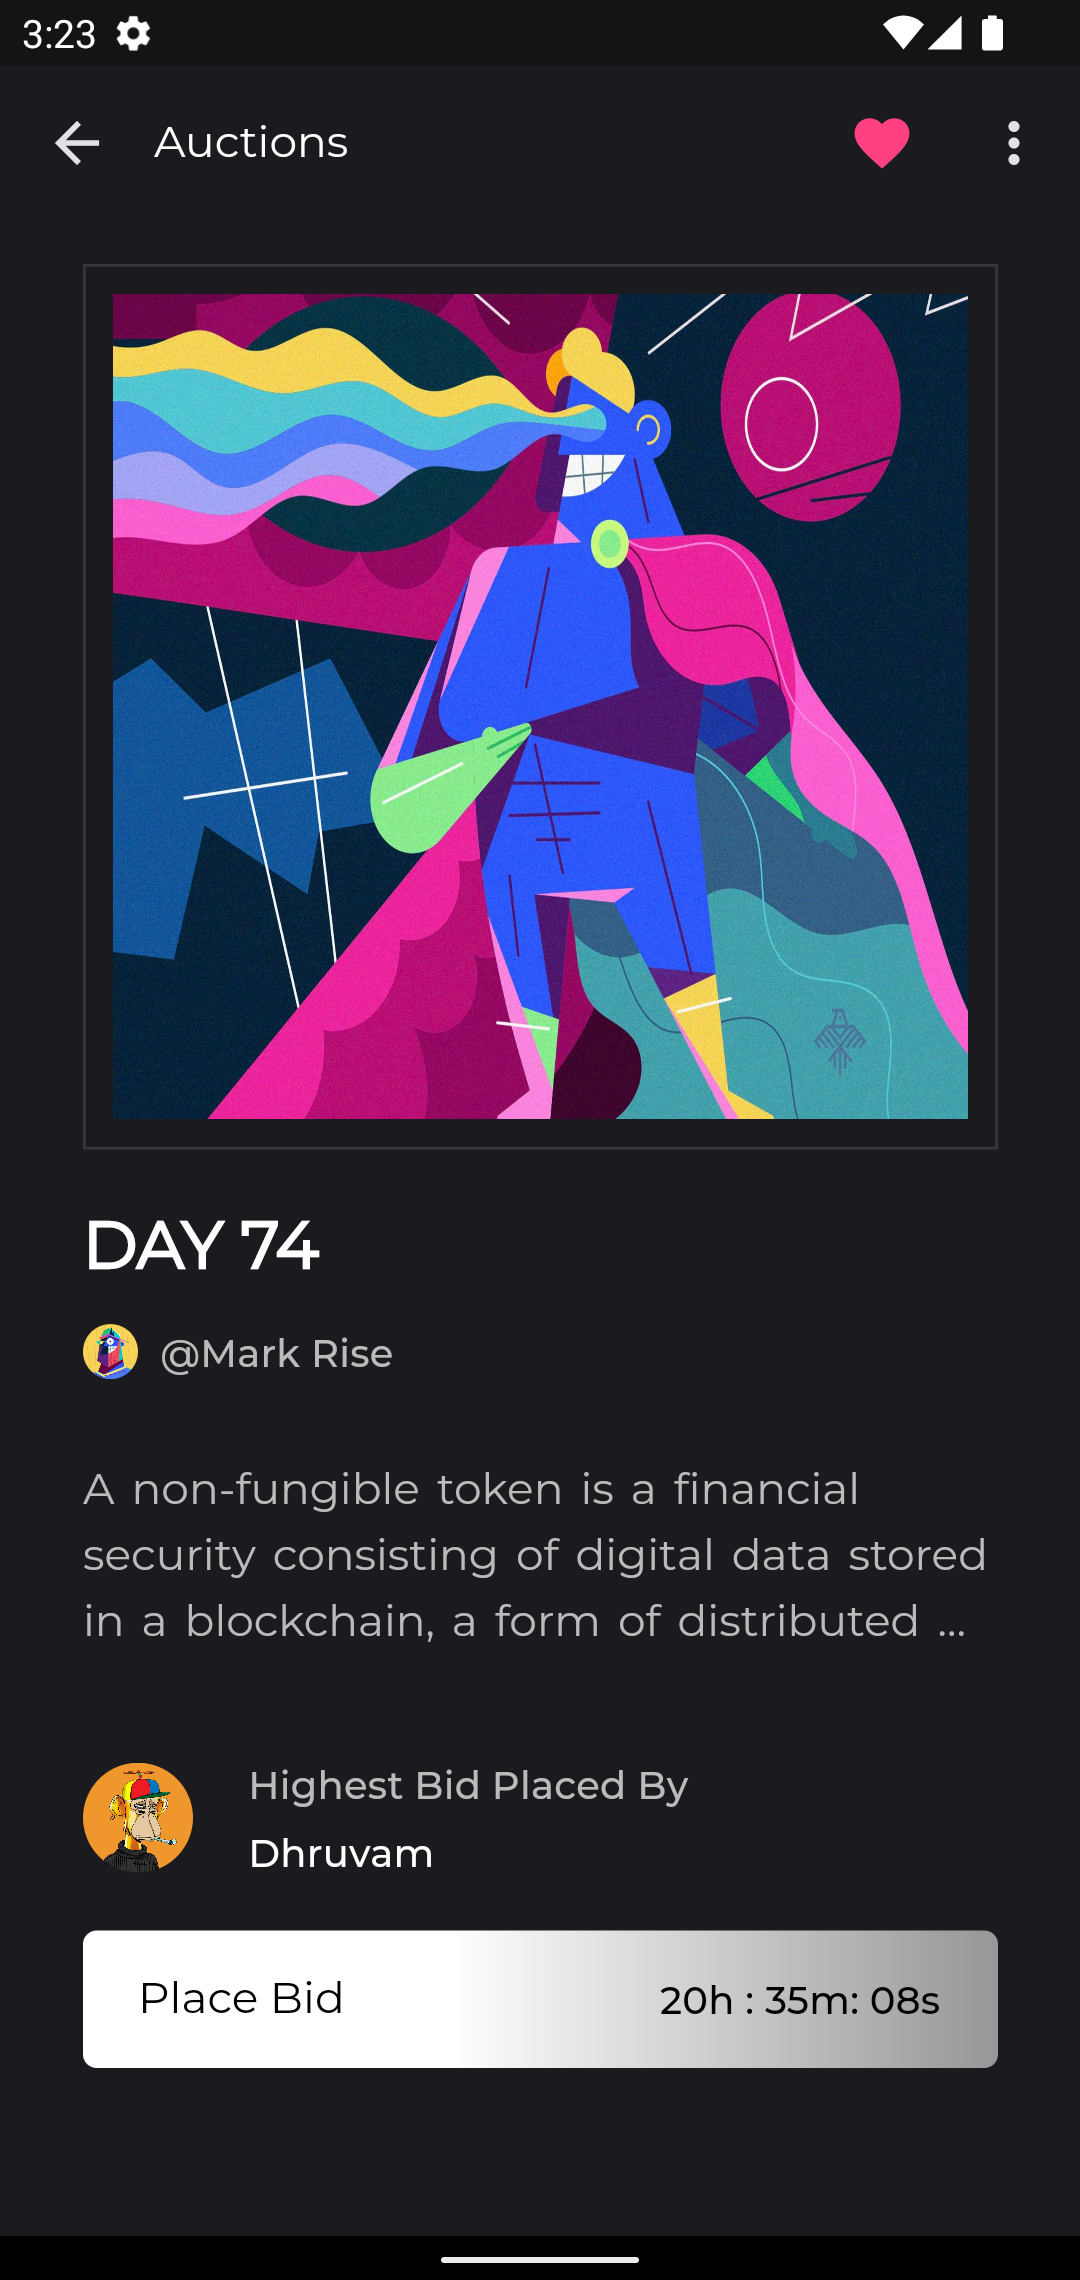 3:23
Auctions
DAY 74
@Mark Rise
A non-fungible token is a financial
security consisting of digital data stored
in a blockchain, a form of distributed ...
Highest Bid Placed By
Dhruvam
Place Bid
20h : 35m: 08s